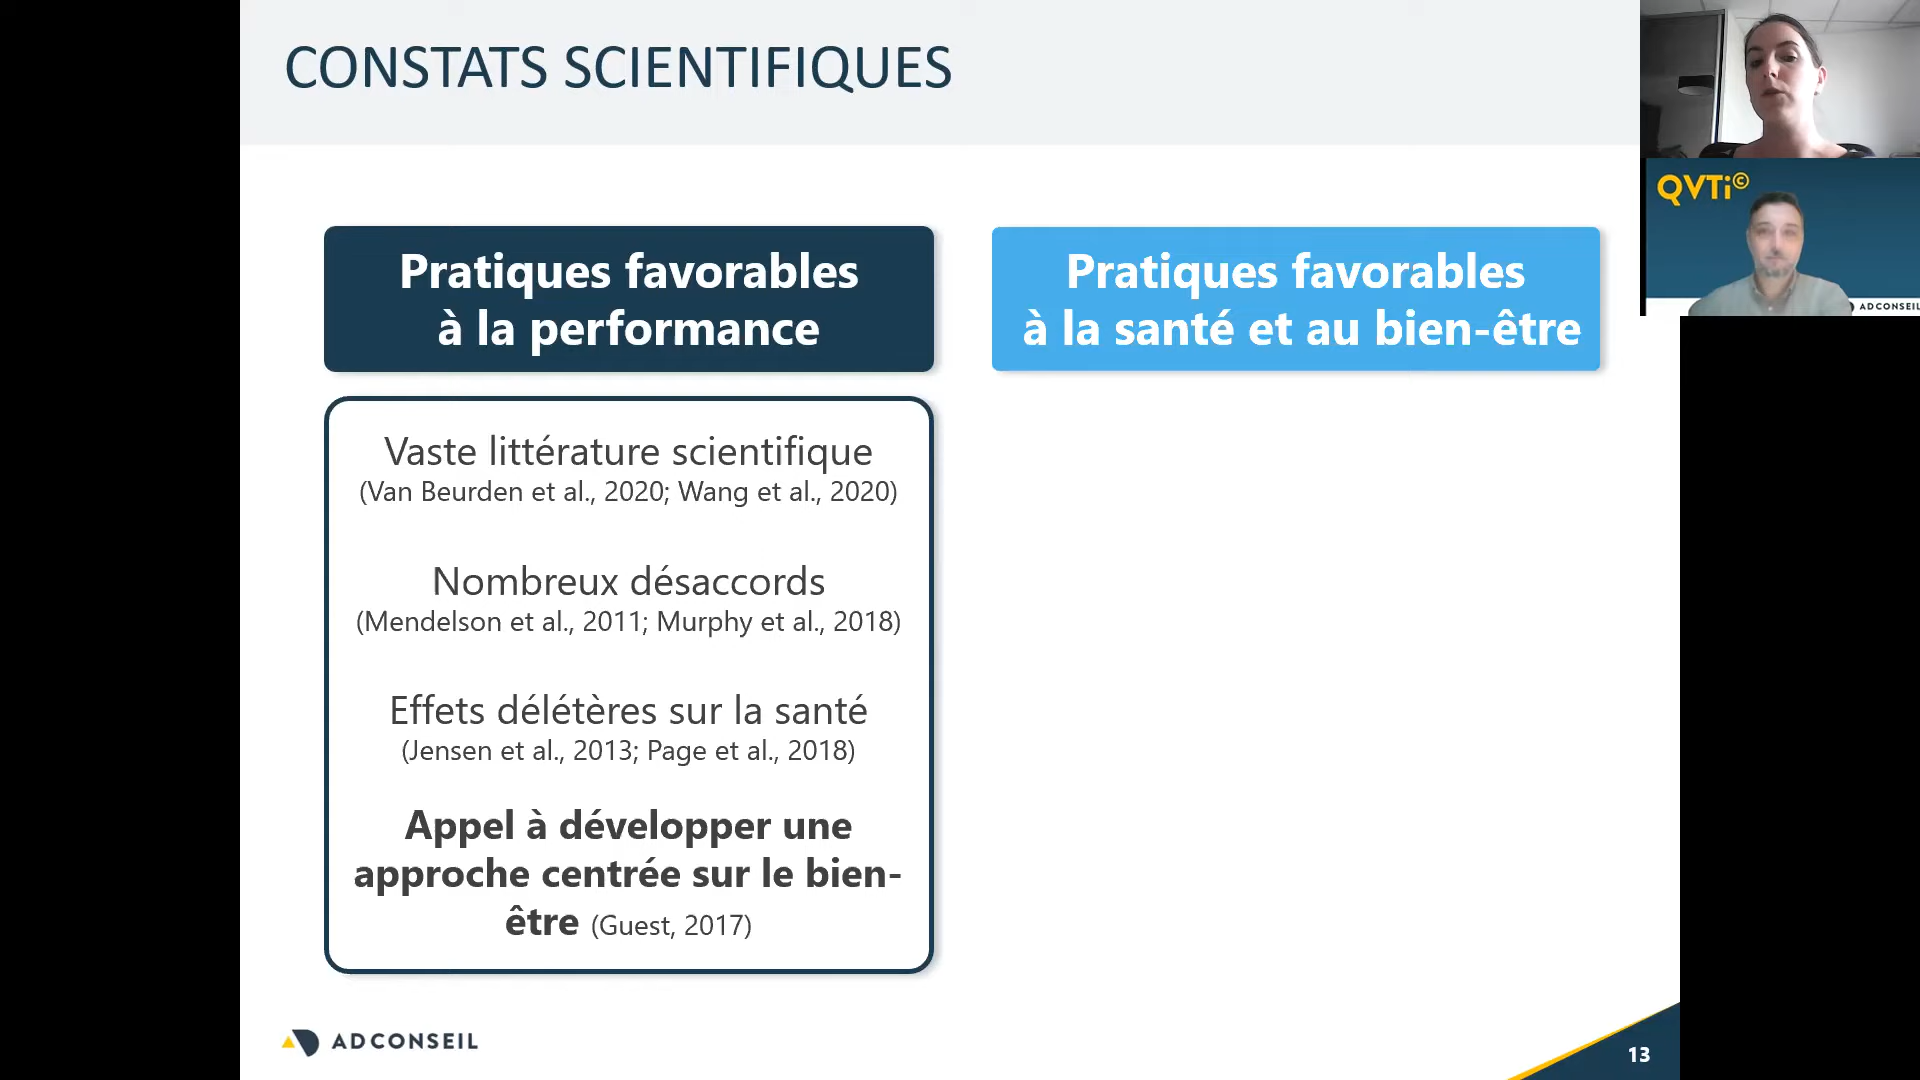 CONSTATS SCIENTIFIQUES
Pratiques favorables
à la performance
Vaste littérature scientifique
(Van Beurden et al., 2020; Wang et al., 2020)
Nombreux désaccords
(Mendelson et al., 2011; Murphy et al., 2018)
Effets délétères sur la santé
(Jensen et al., 2013; Page et al., 2018)
Appel à développer une
approche centrée sur le bien-
être (Guest, 2017)
Pratiques favorables
à la santé et au bien-être
QVTi©
ADCONSEIL
ADCONSEIL
13